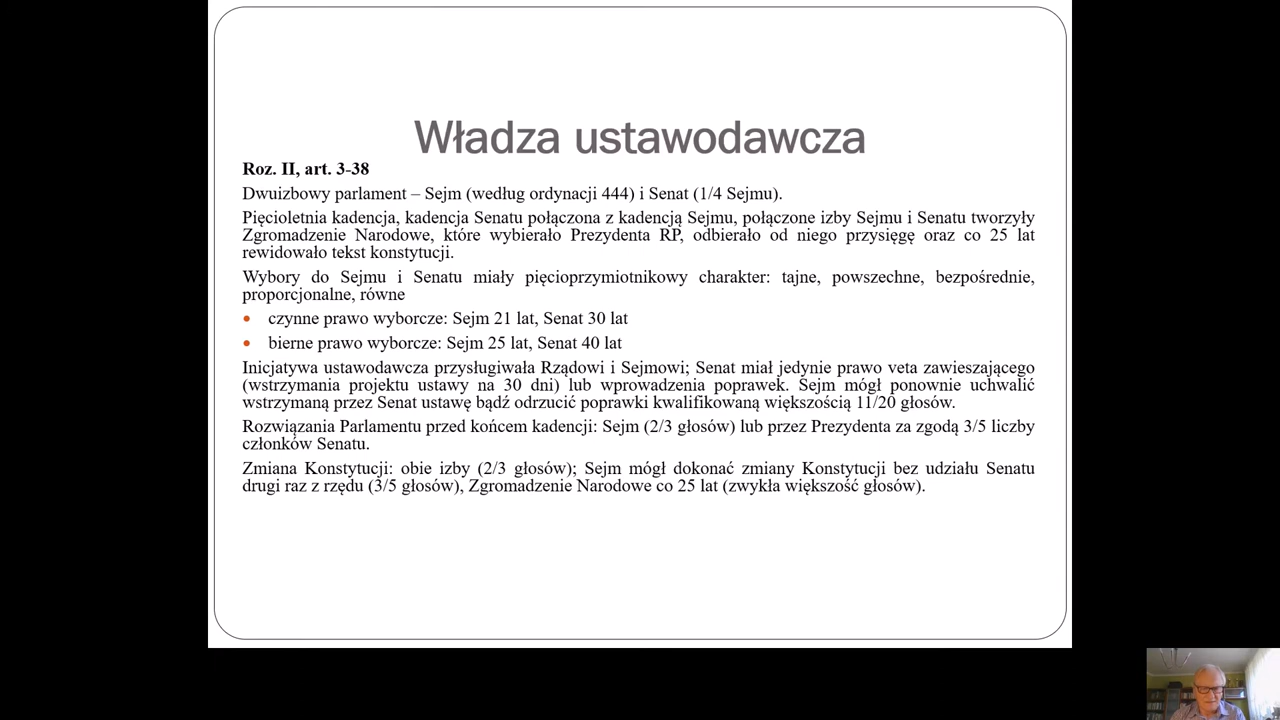 Władza ustawodawcza
Roz. II, art. 3-38
Dwuizbowy parlament – Sejm (według ordynacji 444) i Senat (1/4 Sejmu).
Pięcioletnia kadencja, kadencja Senatu połączona z kadencją Sejmu, połączone izby Sejmu i Senatu tworzyły
Zgromadzenie Narodowe, które wybierało Prezydenta RP, odbierało od niego przysięgę oraz co 25 lat
rewidowało tekst konstytucji.
Wybory do Sejmu i Senatu miały pięcioprzymiotnikowy charakter: tajne, powszechne, bezpośrednie,
proporcjonalne, równe
• czynne prawo wyborcze: Sejm 21 lat, Senat 30 lat
• bierne prawo wyborcze: Sejm 25 lat, Senat 40 lat
Inicjatywa ustawodawcza przysługiwała Rządowi i Sejmowi; Senat miał jedynie prawo veta zawieszającego
(wstrzymania projektu ustawy na 30 dni) lub wprowadzenia poprawek. Sejm mógł ponownie uchwalić
wstrzymaną przez Senat ustawę bądź odrzucić poprawki kwalifikowaną większością 11/20 głosów.
Rozwiązania Parlamentu przed końcem kadencji: Sejm (2/3 głosów) lub przez Prezydenta za zgodą 3/5 liczby
członków Senatu.
Zmiana Konstytucji: obie izby (2/3 głosów); Sejm mógł dokonać zmiany Konstytucji bez udziału Senatu
drugi raz z rzędu (3/5 głosów), Zgromadzenie Narodowe co 25 lat (zwykła większość głosów).